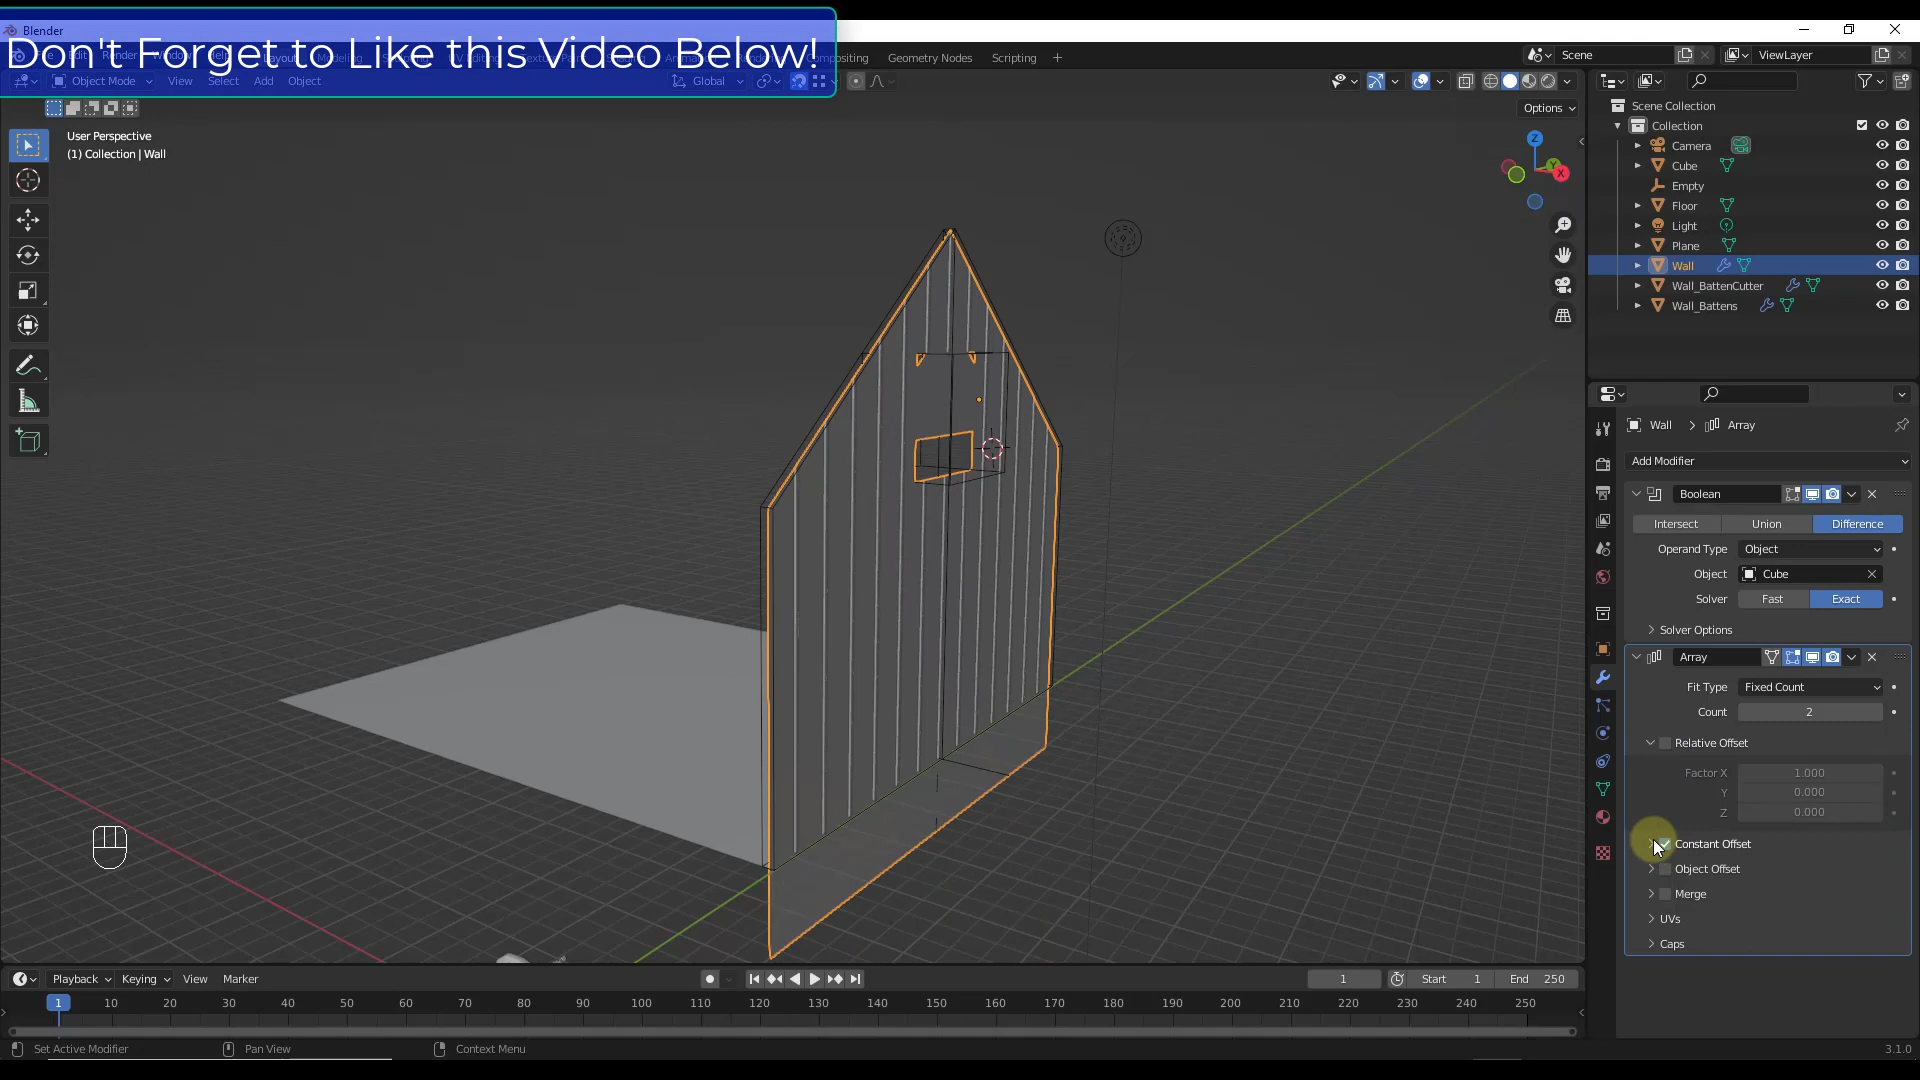 Blender
Don't Forget to Like this Video Below!
Compositing
Geometry Nodes
Scripting
Scene
ViewLayer
Object Mode
View
Select
Add
Object
Global
Options
User Perspective
(1) Collection | Wall
Z
Y
X
Scene Collection
Collection
Camera
Cube
Empty
Floor
Light
Plane
Wall
Wall_BattenCutter
Wall_Battens
Wall
Array
Add Modifier
Boolean
Intersect
Union
Difference
Operand Type
Object
Object
Cube
Solver
Fast
Exact
Solver Options
Array
Fit Type
Fixed Count
Count
2
Relative Offset
Factor X
1.000
Y
0.000
Z
0.000
Constant Offset
Object Offset
Merge
UVs
Caps
Playback
Keying
View
Marker
1
Start
1
End
250
1
10
20
30
40
50
60
70
80
90
100
110
120
130
140
150
160
170
180
190
200
210
220
230
240
250
Set Active Modifier
Pan View
Context Menu
3.1.0